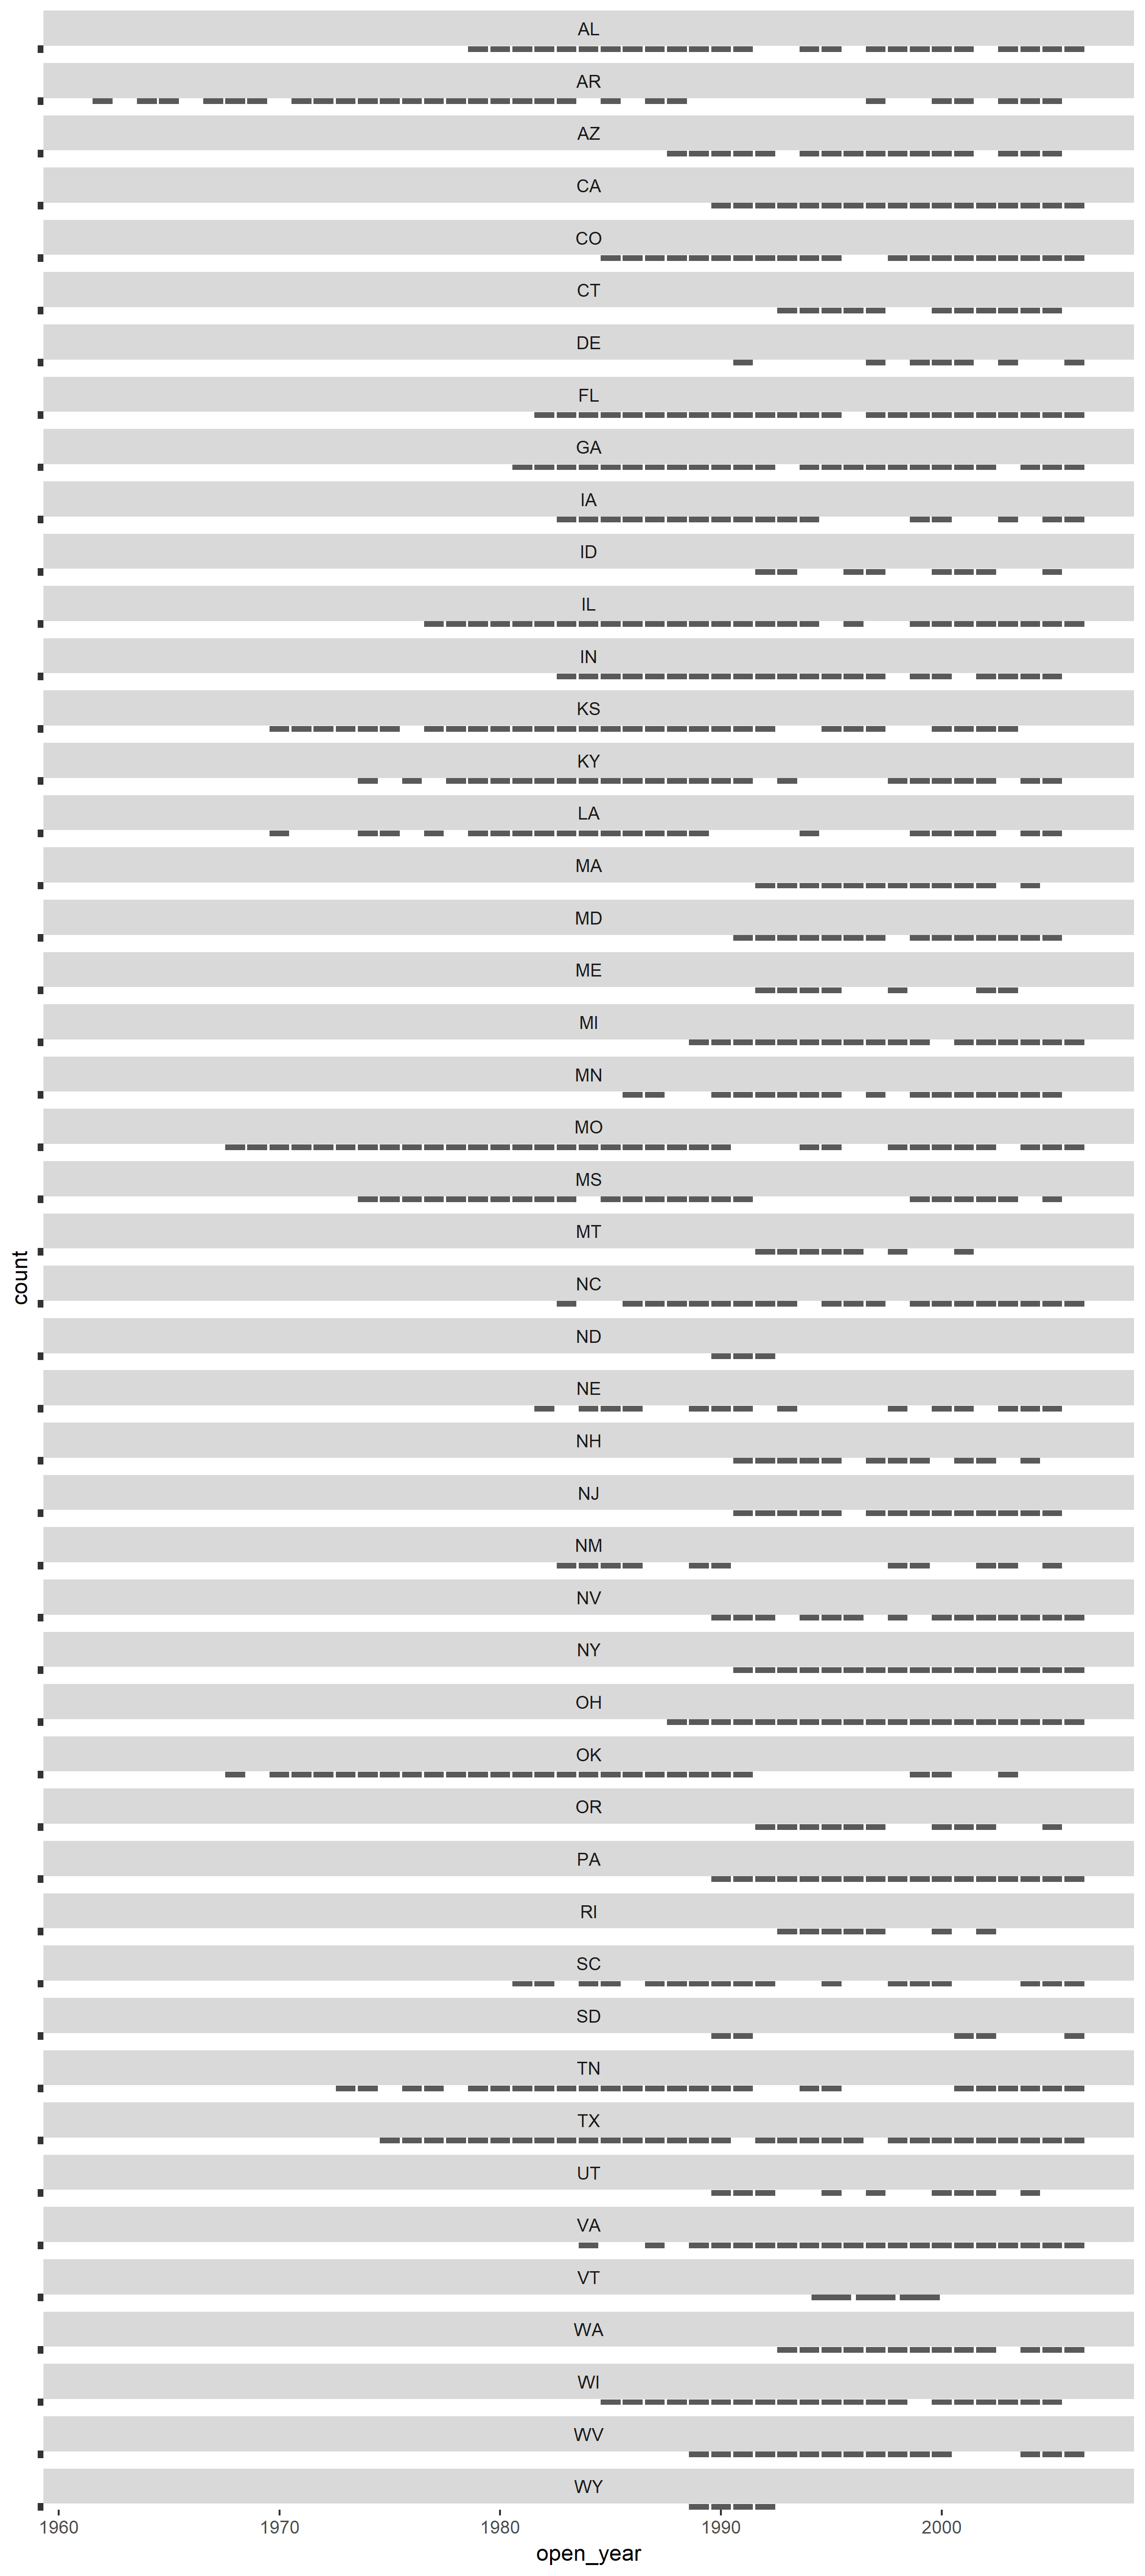 AL
AR
AZ
CA
CO
CT
DE
FL
GA
IA
ID
IL
IN
KS
KY
LA
MA
MD
ME
MI
MN
MO
MS
MT
count
NC
ND
NE
NH
NJ
NM
NV
NY
OH
OK
OR
PA
RI
SC
SD
TN
TX
UT
VA
VT
WA
WI
WV
WY
1960 1970 1980 1990 2000
open_year